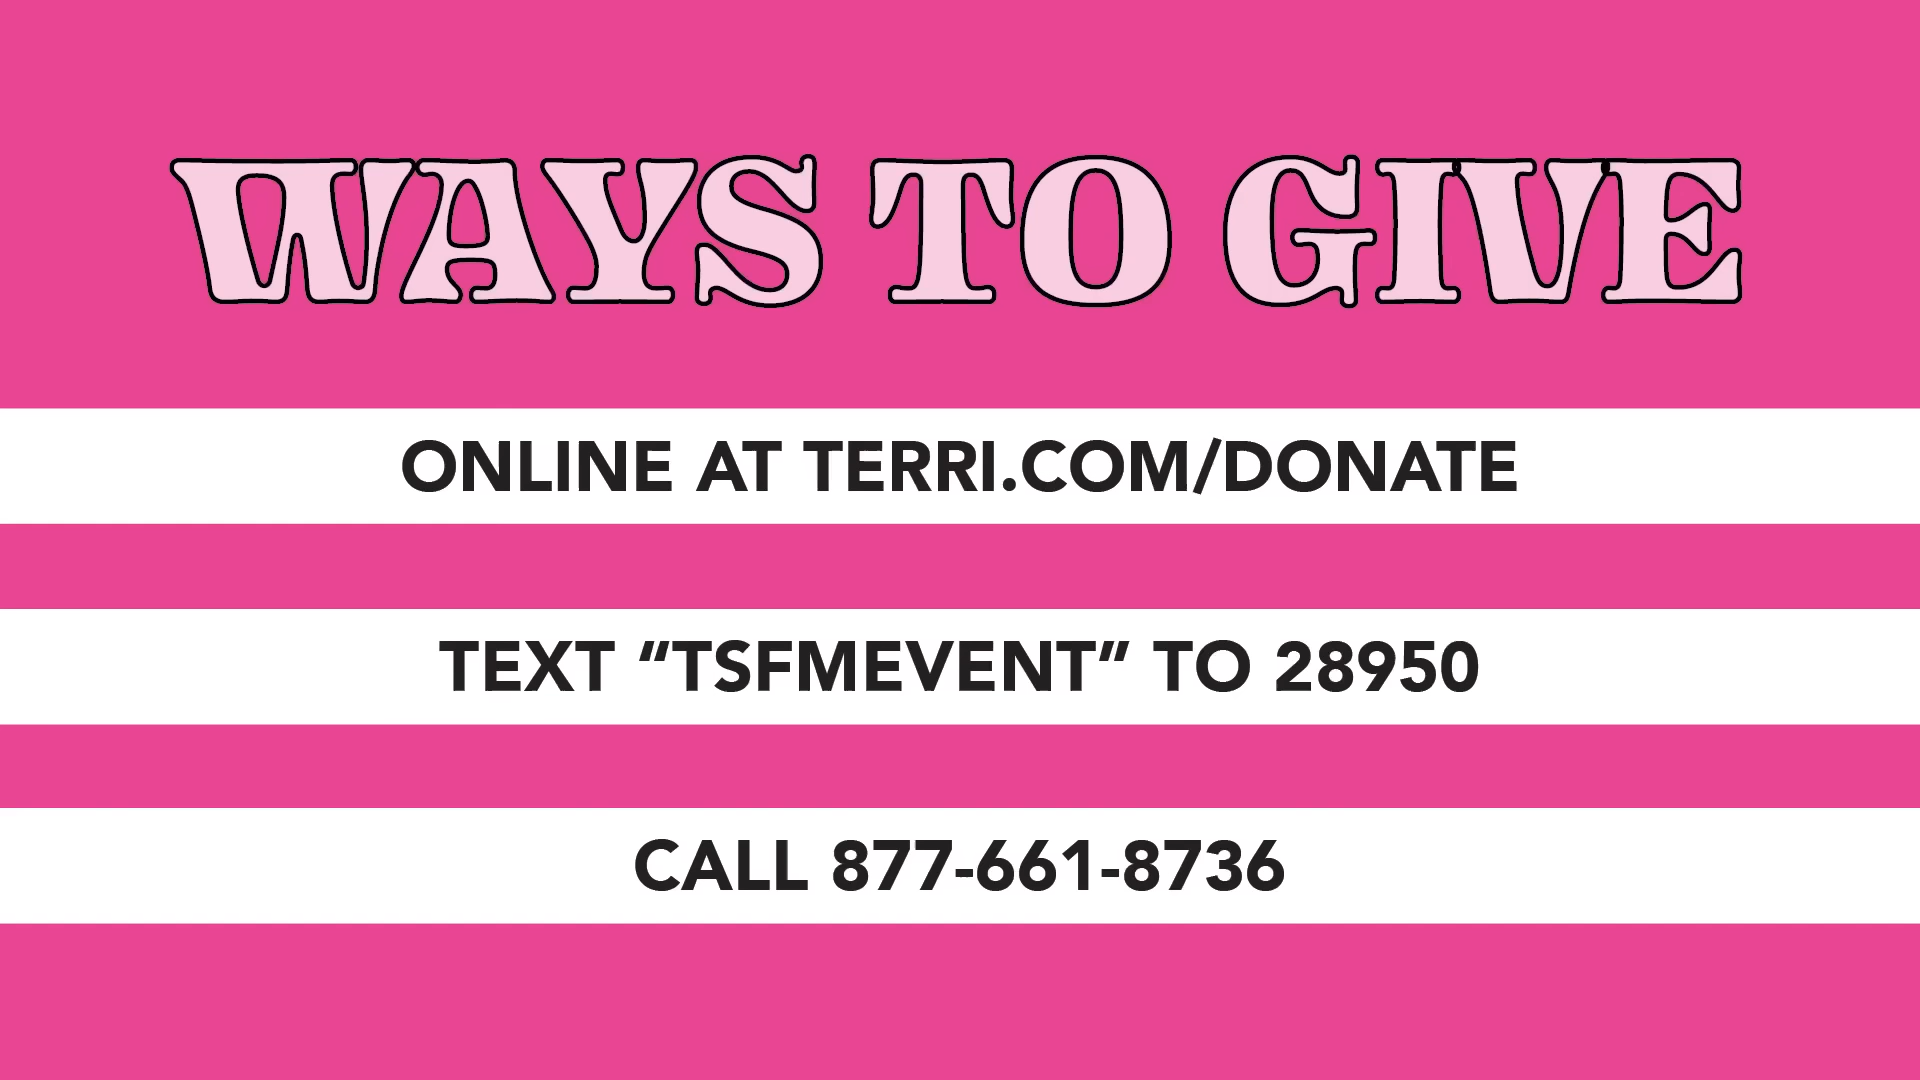 WAYS TO GIVE
ONLINE AT TERRI.COM/DONATE
TEXT “TSFMEVENT” TO 28950
CALL 877-661-8736